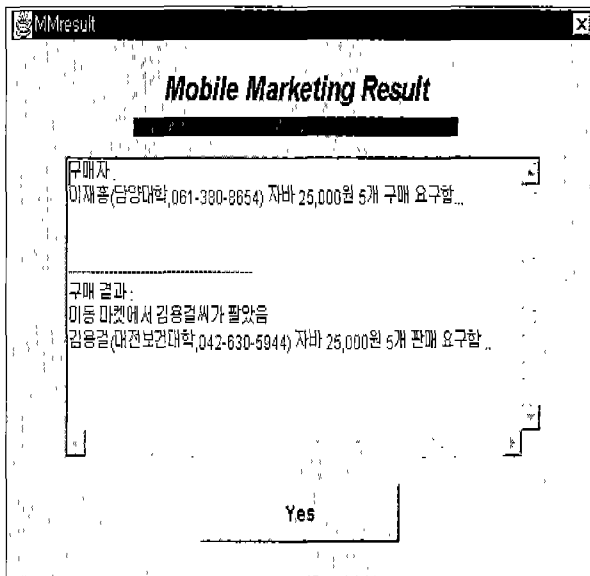 MMresult
Mobile Marketing Result
구매자 :
이재홍(담양대학,061-380-8654) 자바 25,000원 5개 구매 요구함...
구매 결과 :
이동 마켓에서 김용걸씨가 팔았음
김용걸(대전보건대학,042-630-5944) 자바 25,000원 5개 판매 요구함...
Yes